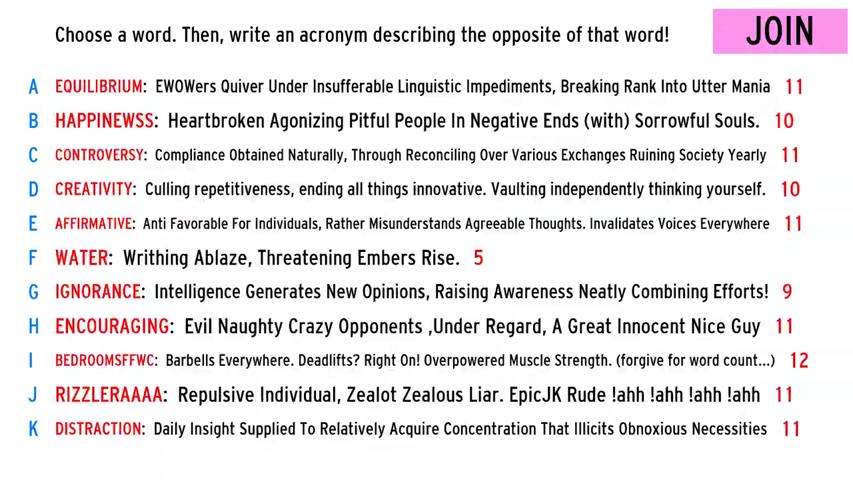 Choose a word. Then, write an acronym describing the opposite of that word!
JOIN
A EQUILIBRIUM: EWOWers Quiver Under Insufferable Linguistic Impediments, Breaking Rank Into Utter Mania 11
B HAPPINEWSS: Heartbroken Agonizing Pitful People In Negative Ends (with) Sorrowful Souls. 10
C CONTROVERSY: Compliance Obtained Naturally, Through Reconciling Over Various Exchanges Ruining Society Yearly 11
D CREATIVITY: Culling repetitiveness, ending all things innovative. Vaulting independently thinking yourself. 10
E AFFIRMATIVE: Anti Favorable For Individuals, Rather Misunderstands Agreeable Thoughts. Invalidates Voices Everywhere 11
F WATER: Writhing Ablaze, Threatening Embers Rise. 5
G IGNORANCE: Intelligence Generates New Opinions, Raising Awareness Neatly Combining Efforts! 9
H ENCOURAGING: Evil Naughty Crazy Opponents ,Under Regard, A Great Innocent Nice Guy 11
I BEDROOMSFFWC: Barbells Everywhere. Deadlifts? Right On! Overpowered Muscle Strength. (forgive for word count...) 12
J RIZZLERAAAA: Repulsive Individual, Zealot Zealous Liar. EpicJK Rude !ahh !ahh !ahh !ahh 11
K DISTRACTION: Daily Insight Supplied To Relatively Acquire Concentration That Illicits Obnoxious Necessities 11